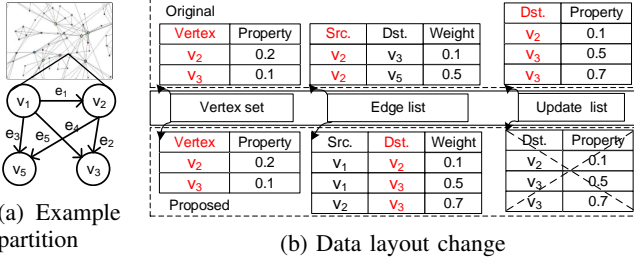 Original
Vertex Property
v2 0.2
v3 0.1
Src. Dst. Weight
v2 v3 0.1
v2 v5 0.5
Dst. Property
v2 0.1
v3 0.5
v3 0.7
Vertex set
Edge list
Update list
Vertex Property
v2 0.2
v3 0.1
Proposed
Src. Dst. Weight
v1 v2 0.1
v1 v3 0.5
v2 v3 0.7
Dst. Property
v2 0.1
v3 0.5
v3 0.7
v1 e1 v2
e3 e5 e4 e2
v5 v3
(a) Example
partition
(b) Data layout change